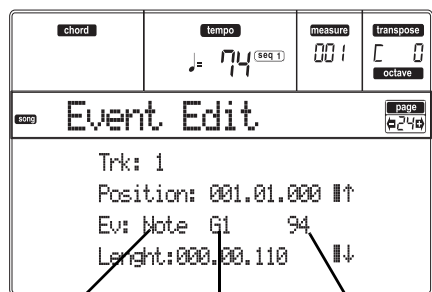 chord tempo measure transpose
♩= 74 seq 1 001 C 0
octave
song Event Edit page
24
Trk: 1
Position: 001.01.000
Ev: Note G1 94
Lenght:000.00.110